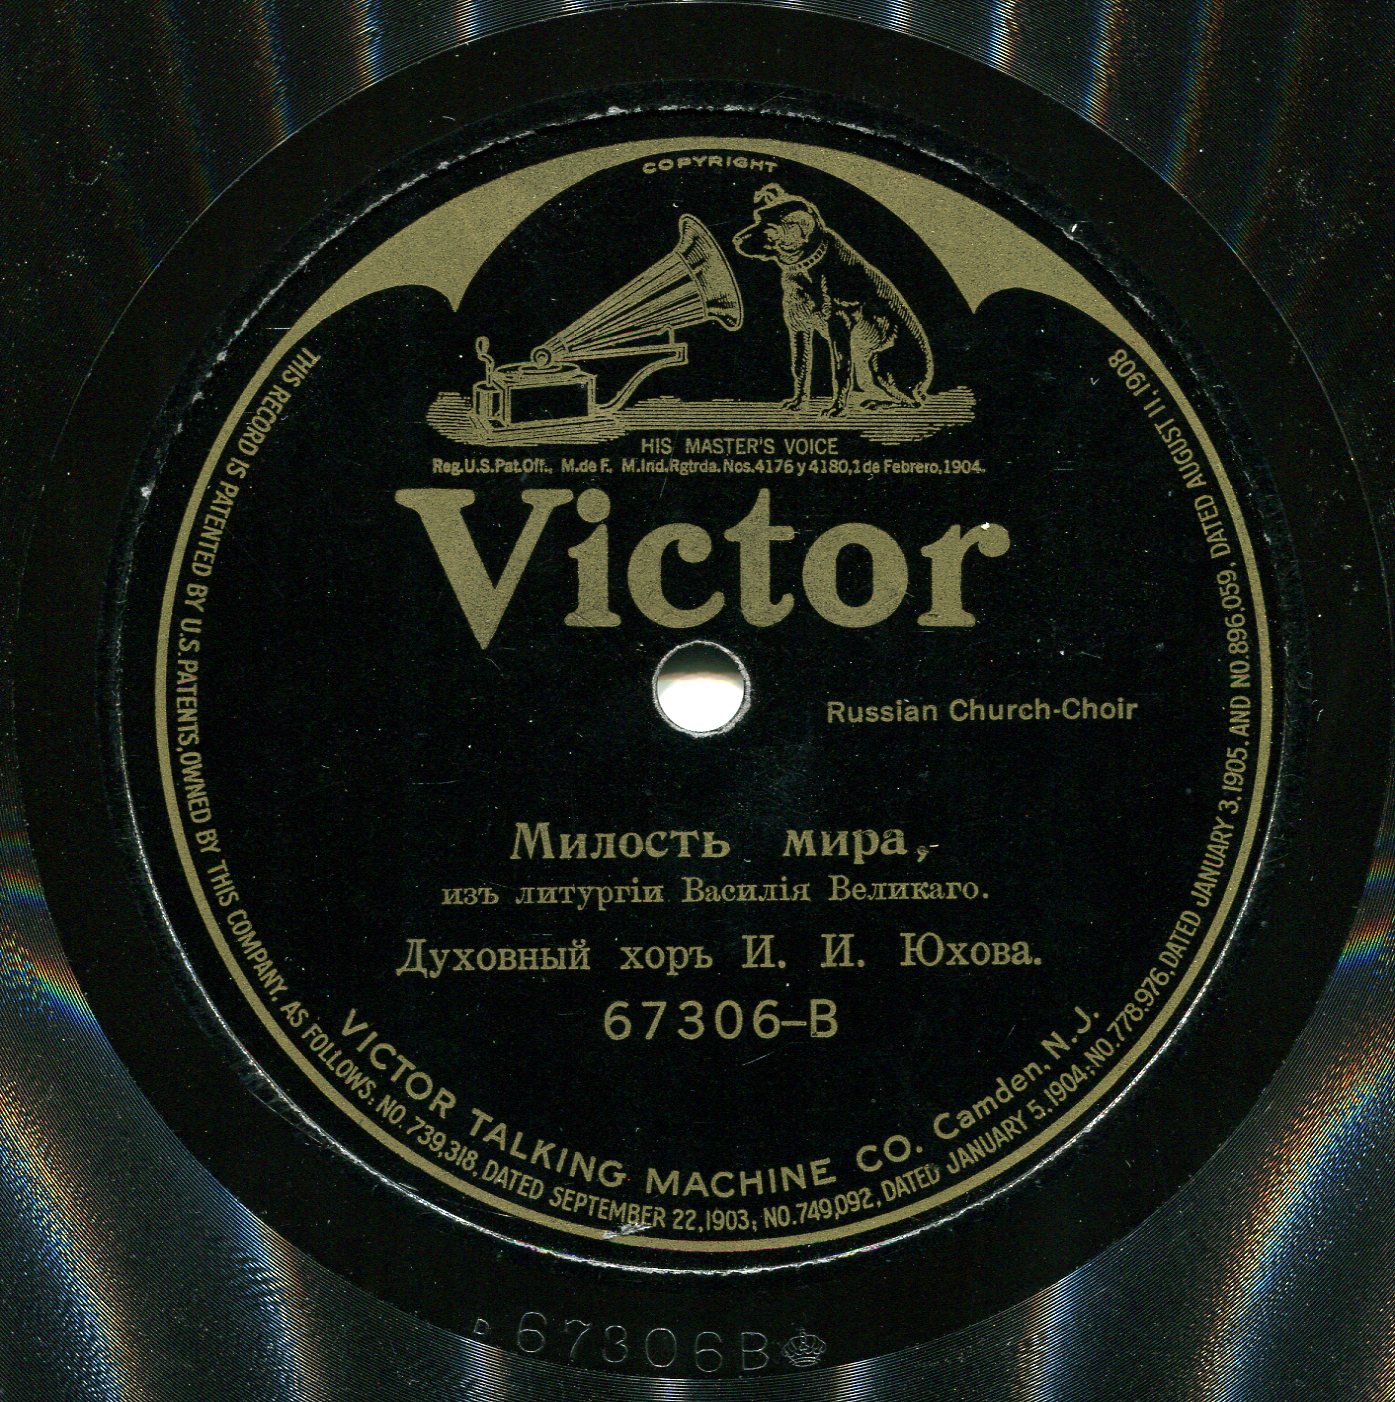 COPYRIGHT
HIS MASTER'S VOICE
Reg.U.S.Pat.Off., M.de F. M.Ind.Rgtrda.Nos.4176 y 4180,1 de Febrero,1904.
Victor
Russian Church-Choir
Милость мира,-
изъ литургіи Василія Великаго.
Духовный хоръ И. И. Юхова.
67306–B
VICTOR TALKING MACHINE CO. Camden, N. J.
THIS RECORD IS PATENTED BY U.S. PATENTS, OWNED BY THIS COMPANY, AS FOLLOWS: NO. 739,318, DATED SEPTEMBER 22,1903; NO.749,092, DATED JANUARY 5,1904; NO.778,976, DATED JANUARY 3,1905, AND NO.896,059, DATED AUGUST 11, 1908
D 67306B